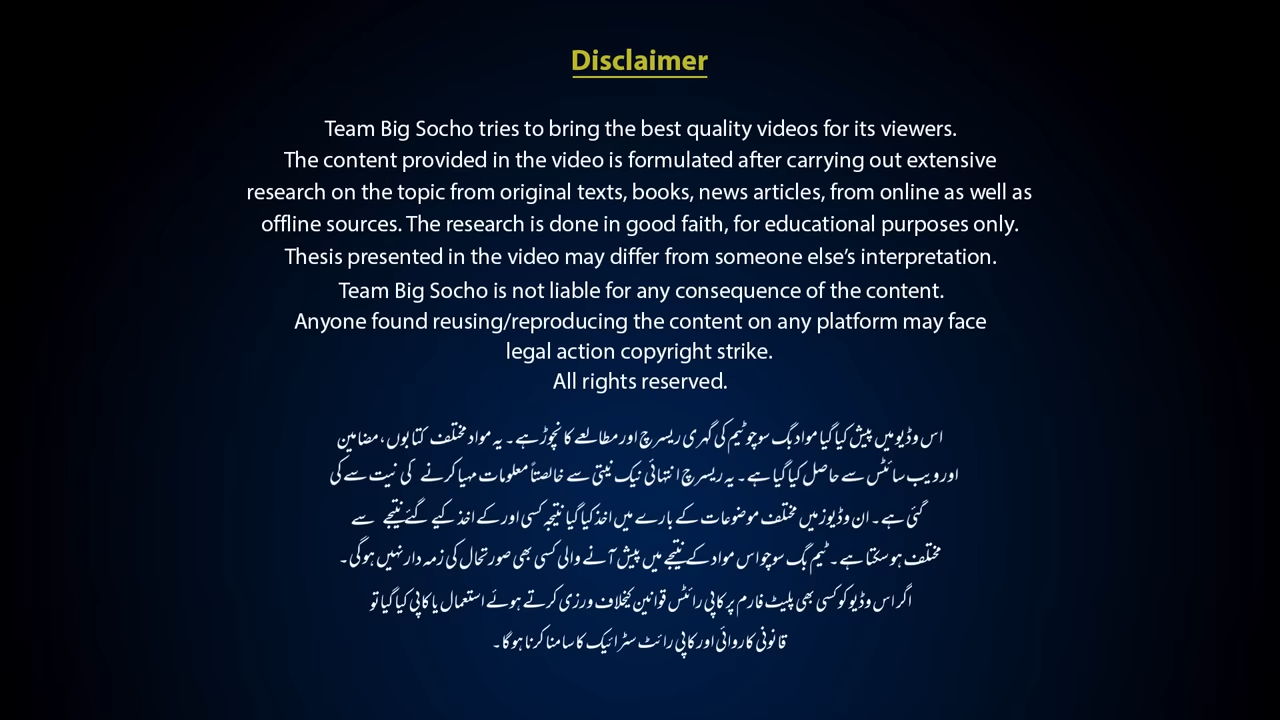 Disclaimer
Team Big Socho tries to bring the best quality videos for its viewers.
The content provided in the video is formulated after carrying out extensive
research on the topic from original texts, books, news articles, from online as well as
offline sources. The research is done in good faith, for educational purposes only.
Thesis presented in the video may differ from someone else’s interpretation.
Team Big Socho is not liable for any consequence of the content.
Anyone found reusing/reproducing the content on any platform may face
legal action copyright strike.
All rights reserved.
اس وڈیو میں پیش کیا گیا مواد بگ سوچو ٹیم کی گہری ریسرچ اور مطالعے کا نچوڑ ہے۔ یہ مواد مختلف کتابوں، مضامین
اور ویب سائٹس سے حاصل کیا گیا ہے۔ یہ ریسرچ انتہائی نیک نیتی سے خالصتاً معلومات مہیا کرنے کی نیت سے کی
گئی ہے۔ ان وڈیوز میں مختلف موضوعات کے بارے میں اخذ کیا گیا نتیجہ کسی اور کے اخذ کیے گئے نتیجے سے
مختلف ہو سکتا ہے۔ ٹیم بگ سوچو اس مواد کے نتیجے میں پیش آنے والی کسی بھی صورتحال کی زمہ دار نہیں ہوگی۔
اگر اس وڈیو کو کسی بھی پلیٹ فارم پر کاپی رائٹس قوانین کیخلاف ورزی کرتے ہوئے استعمال یا کاپی کیا گیا تو
قانونی کاروائی اور کاپی رائٹ سٹرائیک کا سامنا کرنا ہوگا۔